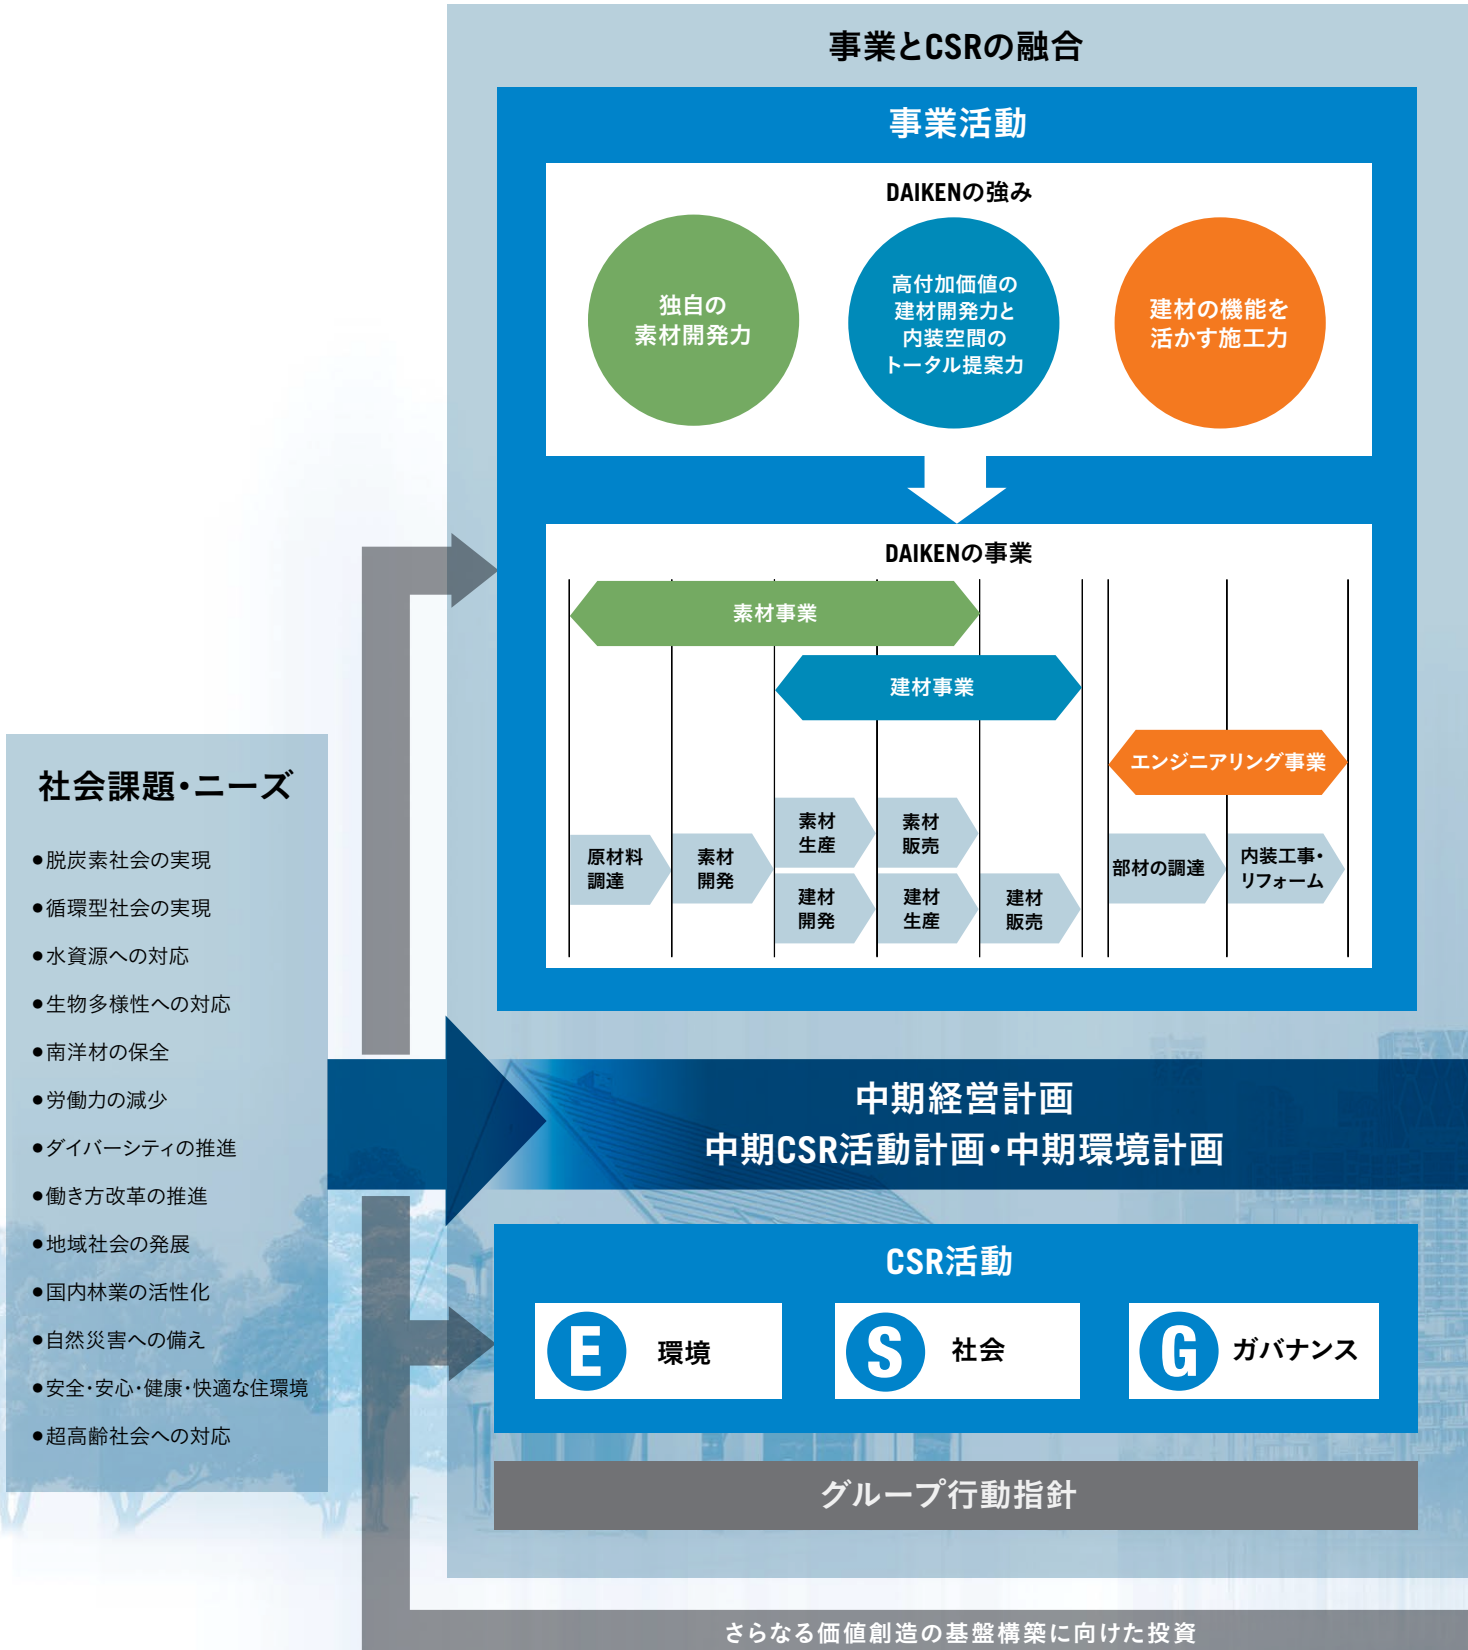 事業とCSRの融合
事業活動
DAIKENの強み
独自の
素材開発力
高付加価値の
建材開発力と
内装空間の
トータル提案力
建材の機能を
活かす施工力
DAIKENの事業
素材事業
建材事業
エンジニアリング事業
原材料
調達
素材
開発
素材
生産
素材
販売
建材
開発
建材
生産
建材
販売
部材の調達
内装工事・
リフォーム
社会課題・ニーズ
●脱炭素社会の実現
●循環型社会の実現
●水資源への対応
●生物多様性への対応
●南洋材の保全
●労働力の減少
●ダイバーシティの推進
●働き方改革の推進
●地域社会の発展
●国内林業の活性化
●自然災害への備え
●安全・安心・健康・快適な住環境
●超高齢社会への対応
中期経営計画
中期CSR活動計画・中期環境計画
CSR活動
E 環境
S 社会
G ガバナンス
グループ行動指針
さらなる価値創造の基盤構築に向けた投資